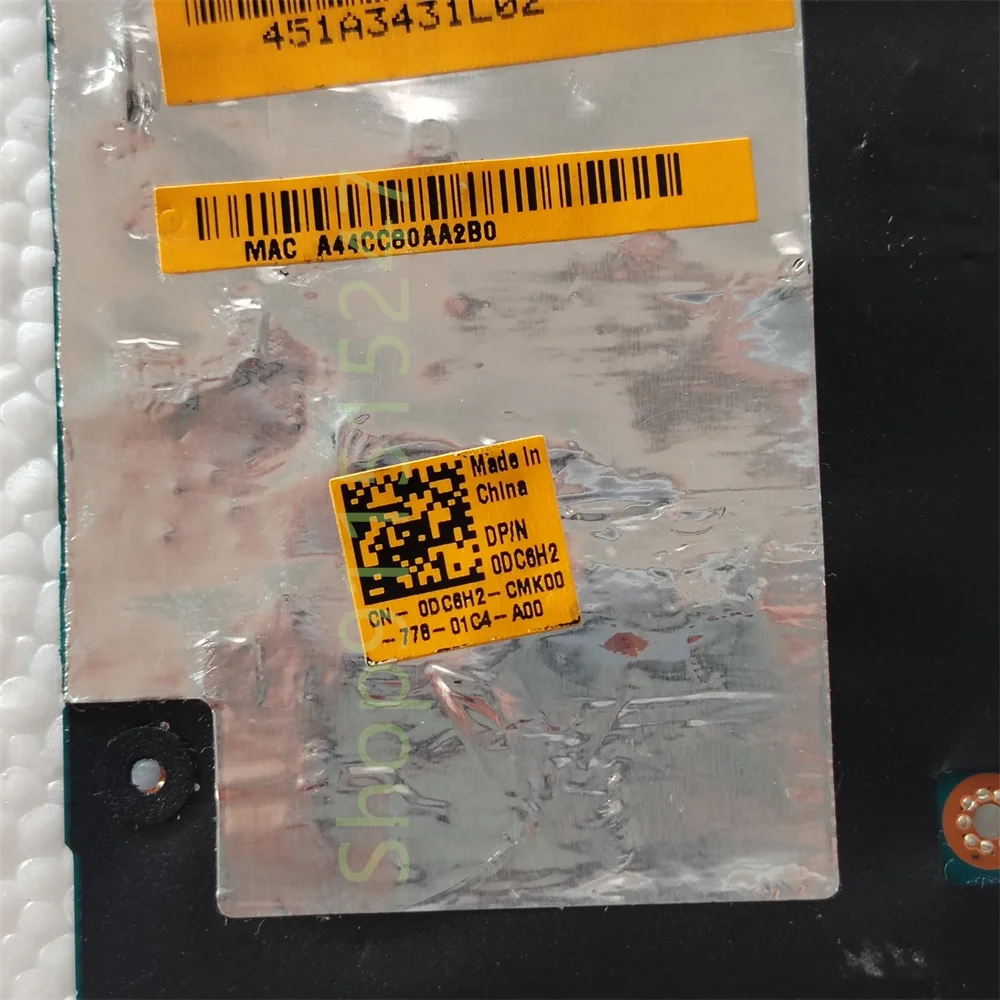 451A3431L02
MAC A44CC80AA2B0
Made In
China
DP/N
0DC6H2
CN- 0DC6H2-CMK00
-778-01C4-A00